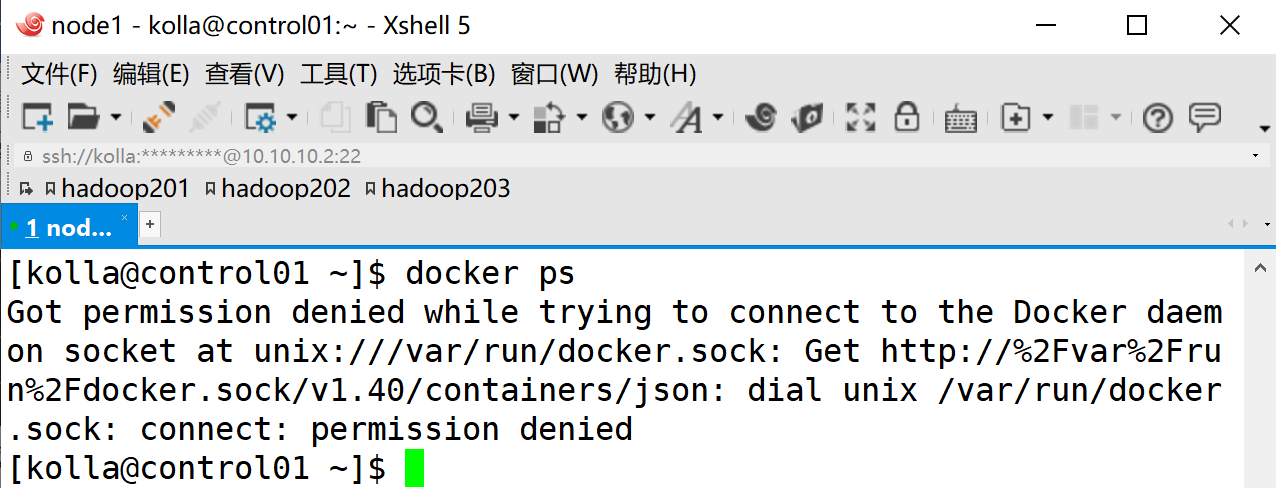 node1 - kolla@control01:~ - Xshell 5
文件(F) 编辑(E) 查看(V) 工具(T) 选项卡(B) 窗口(W) 帮助(H)
ssh://kolla:*********@10.10.10.2:22
hadoop201 hadoop202 hadoop203
1 nod... × +
[kolla@control01 ~]$ docker ps
Got permission denied while trying to connect to the Docker daem
on socket at unix:///var/run/docker.sock: Get http://%2Fvar%2Fru
n%2Fdocker.sock/v1.40/containers/json: dial unix /var/run/docker
.sock: connect: permission denied
[kolla@control01 ~]$